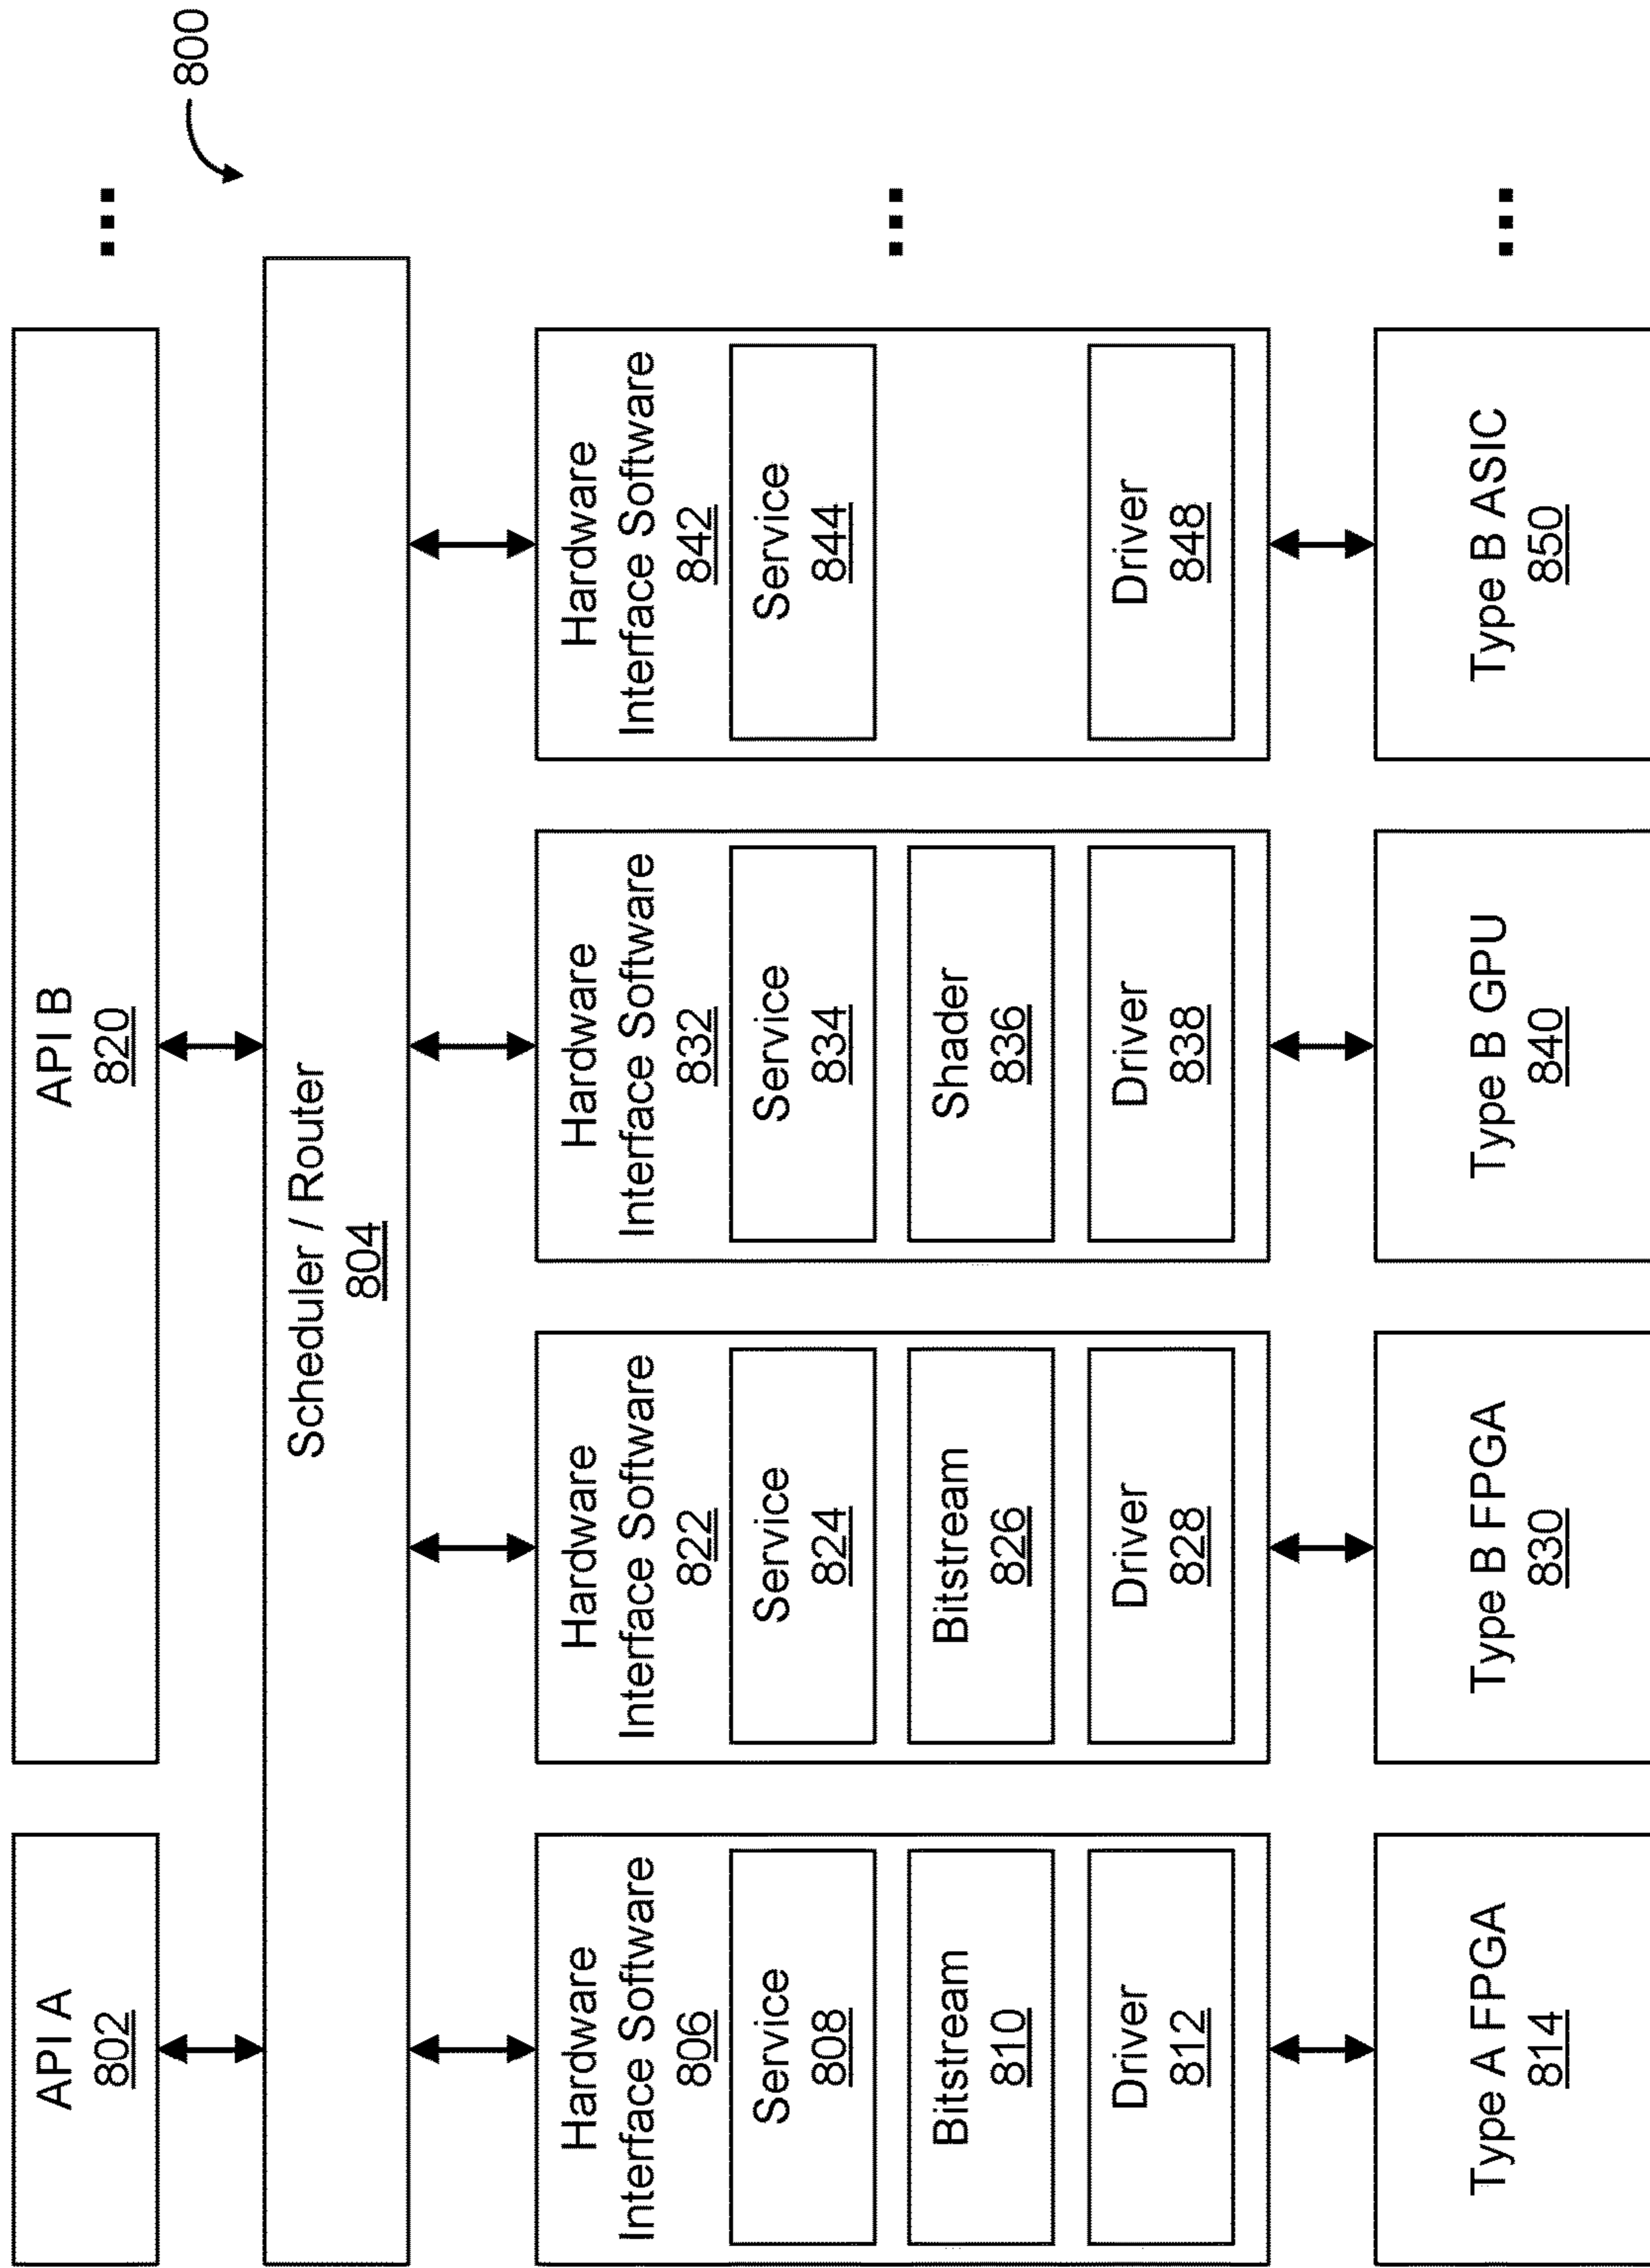 800
API A
802
API B
820
...
Scheduler / Router
804
Hardware
Interface Software
806
Service
808
Bitstream
810
Driver
812
Hardware
Interface Software
822
Service
824
Bitstream
826
Driver
828
Hardware
Interface Software
832
Service
834
Shader
836
Driver
838
Hardware
Interface Software
842
Service
844
Driver
848
...
Type A FPGA
814
Type B FPGA
830
Type B GPU
840
Type B ASIC
850
...